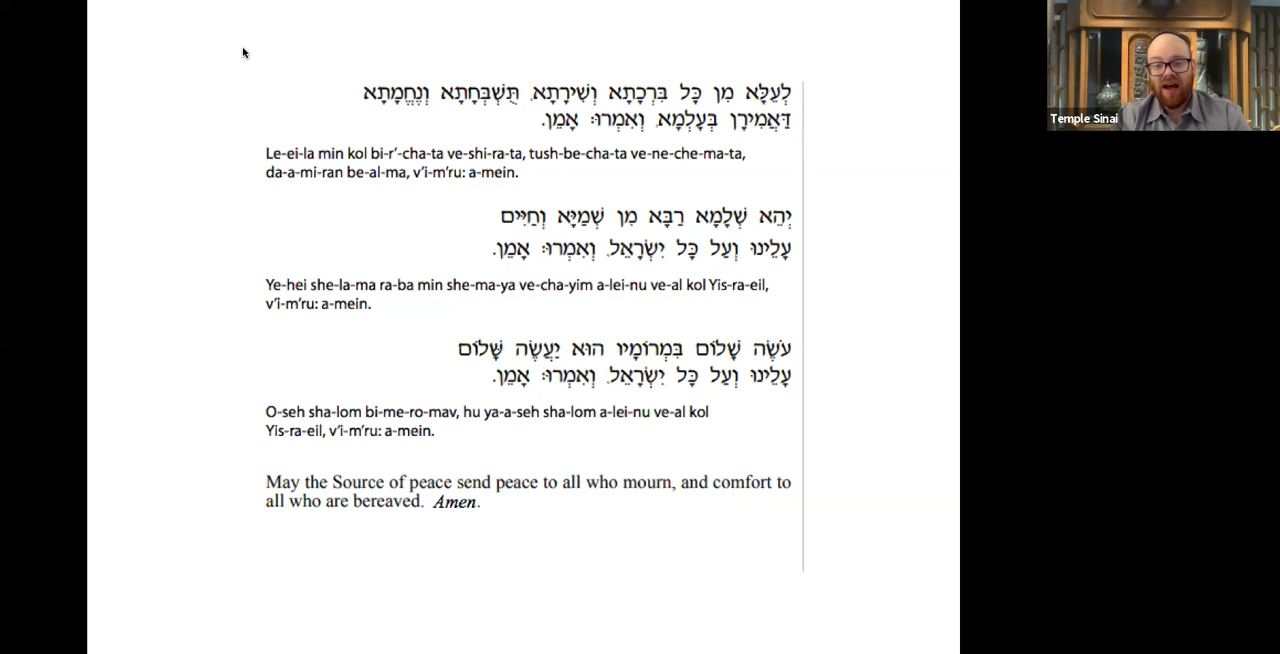 לְעֵלָּא מִן כָּל בִּרְכָתָא וְשִׁירָתָא, תֻּשְׁבְּחָתָא וְנֶחֱמָתָא
דַּאֲמִירָן בְּעָלְמָא, וְאִמְרוּ: אָמֵן.
Le-ei-la min kol bi-r'-cha-ta ve-shi-ra-ta, tush-be-cha-ta ve-ne-che-ma-ta,
da-a-mi-ran be-al-ma, v'i-m'ru: a-mein.
יְהֵא שְׁלָמָא רַבָּא מִן שְׁמַיָּא וְחַיִּים
עָלֵינוּ וְעַל כָּל יִשְׂרָאֵל, וְאִמְרוּ: אָמֵן.
Ye-hei she-la-ma ra-ba min she-ma-ya ve-cha-yim a-lei-nu ve-al kol Yis-ra-eil,
v'i-m'ru: a-mein.
עֹשֶׂה שָׁלוֹם בִּמְרוֹמָיו הוּא יַעֲשֶׂה שָׁלוֹם
עָלֵינוּ וְעַל כָּל יִשְׂרָאֵל, וְאִמְרוּ: אָמֵן.
O-seh sha-lom bi-me-ro-mav, hu ya-a-seh sha-lom a-lei-nu ve-al kol
Yis-ra-eil, v'i-m'ru: a-mein.
May the Source of peace send peace to all who mourn, and comfort to
all who are bereaved. Amen.
Temple Sinai